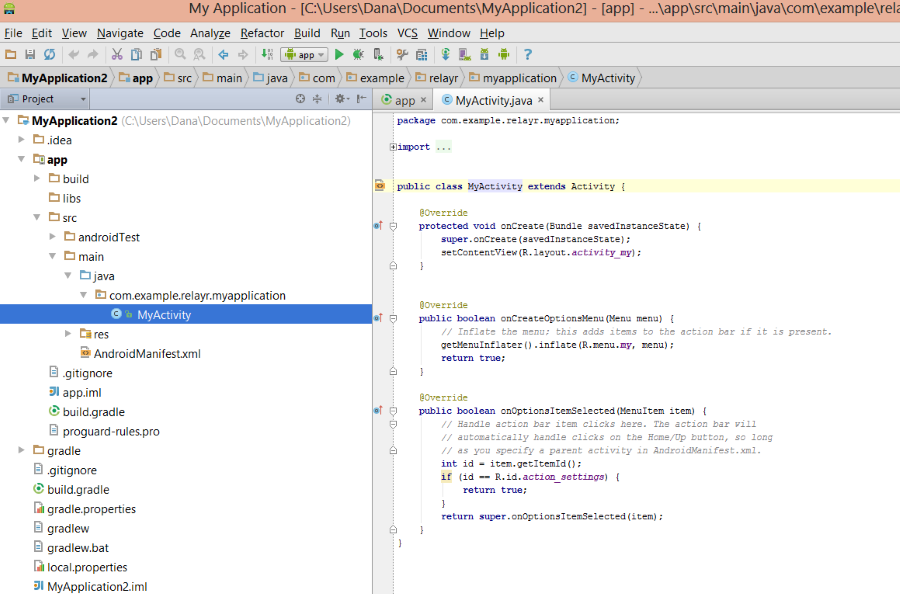 My Application - [C:\Users\Dana\Documents\MyApplication2] - [app] - ...\app\src\main\java\com\example\rela
File Edit View Navigate Code Analyze Refactor Build Run Tools VCS Window Help
app
MyApplication2 app src main java com example relayr myapplication MyActivity
Project
app MyActivity.java
MyApplication2 (C:\Users\Dana\Documents\MyApplication2)
.idea
app
build
libs
src
androidTest
main
java
com.example.relayr.myapplication
MyActivity
res
AndroidManifest.xml
.gitignore
app.iml
build.gradle
proguard-rules.pro
gradle
.gitignore
build.gradle
gradle.properties
gradlew
gradlew.bat
local.properties
MyApplication2.iml
package com.example.relayr.myapplication;
import ...
public class MyActivity extends Activity {
@Override
protected void onCreate(Bundle savedInstanceState) {
super.onCreate(savedInstanceState);
setContentView(R.layout.activity_my);
}
@Override
public boolean onCreateOptionsMenu(Menu menu) {
// Inflate the menu; this adds items to the action bar if it is present.
getMenuInflater().inflate(R.menu.my, menu);
return true;
}
@Override
public boolean onOptionsItemSelected(MenuItem item) {
// Handle action bar item clicks here. The action bar will
// automatically handle clicks on the Home/Up button, so long
// as you specify a parent activity in AndroidManifest.xml.
int id = item.getItemId();
if (id == R.id.action_settings) {
return true;
}
return super.onOptionsItemSelected(item);
}
}